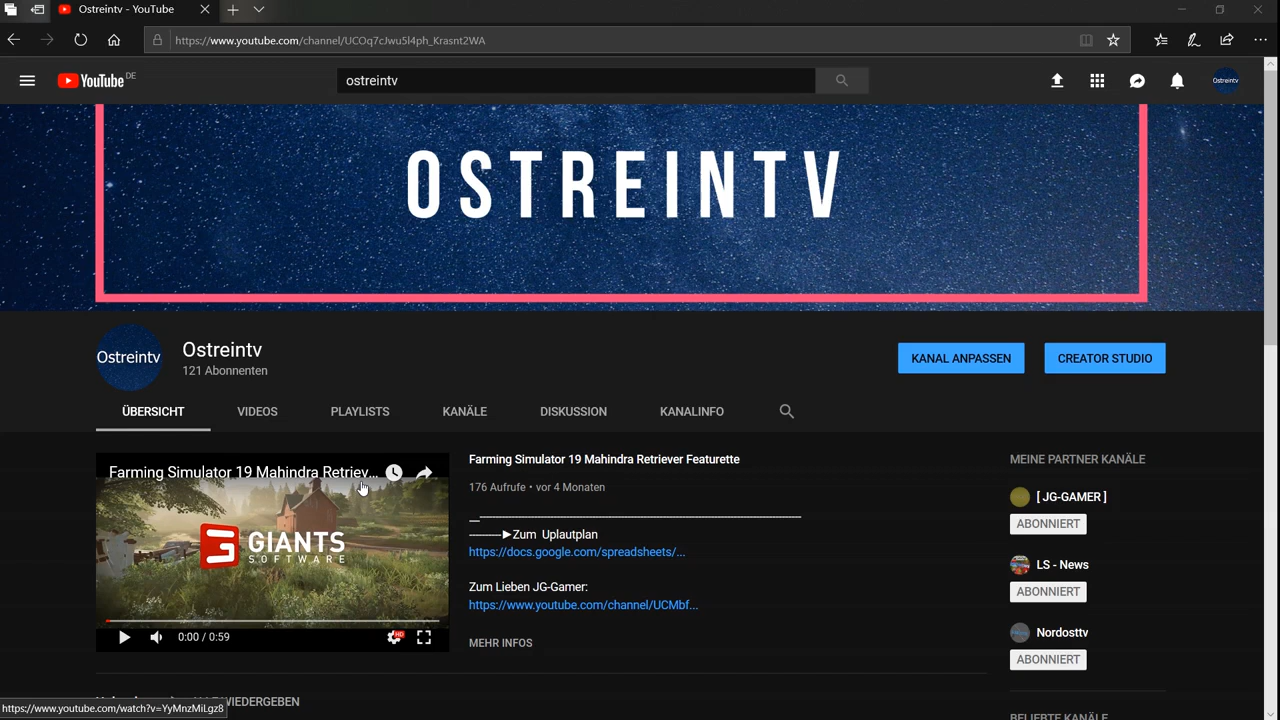 Ostreintv - YouTube
https://www.youtube.com/channel/UCOq7cJwu5l4ph_Krasnt2WA
YouTube DE
ostreintv
Ostreintv
OSTREINTV
Ostreintv
Ostreintv
121 Abonnenten
KANAL ANPASSEN
CREATOR STUDIO
ÜBERSICHT
VIDEOS
PLAYLISTS
KANÄLE
DISKUSSION
KANALINFO
Farming Simulator 19 Mahindra Retriev...
GIANTS
SOFTWARE
0:00 / 0:59
HD
Farming Simulator 19 Mahindra Retriever Featurette
176 Aufrufe • vor 4 Monaten
----------►Zum Uplautplan
https://docs.google.com/spreadsheets/...
Zum Lieben JG-Gamer:
https://www.youtube.com/channel/UCMbf...
MEHR INFOS
MEINE PARTNER KANÄLE
[ JG-GAMER ]
ABONNIERT
LS - News
ABONNIERT
Nordosttv
ABONNIERT
BELIEBTE KANÄLE
WIEDERGEBEN
https://www.youtube.com/watch?v=YyMnzMiLgz8